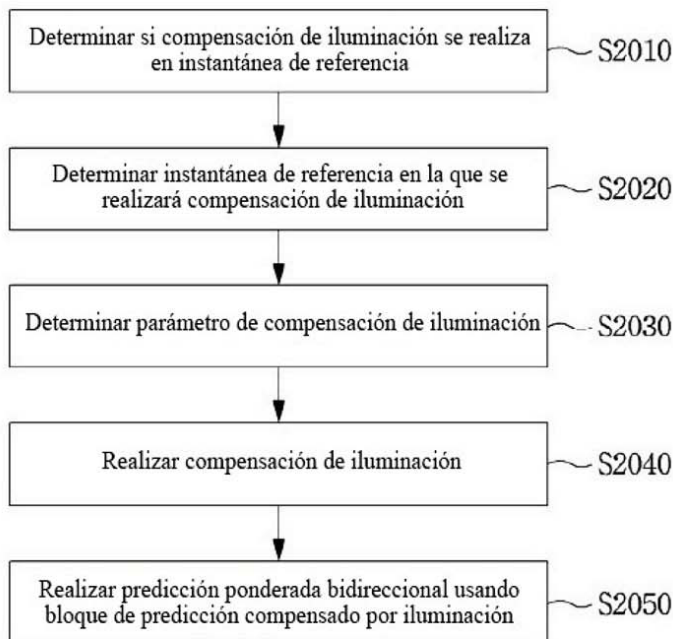 Determinar si compensación de iluminación se realiza
en instantánea de referencia
S2010
Determinar instantánea de referencia en la que se
realizará compensación de iluminación
S2020
Determinar parámetro de compensación de iluminación
S2030
Realizar compensación de iluminación
S2040
Realizar predicción ponderada bidireccional usando
bloque de predicción compensado por iluminación
S2050